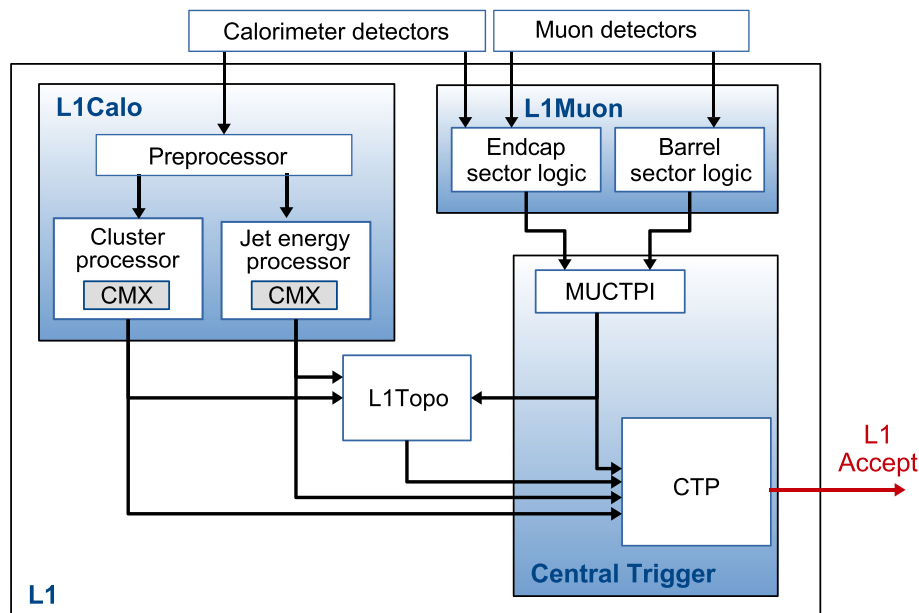 Calorimeter detectors
Muon detectors
L1Calo
L1Muon
Preprocessor
Endcap
sector logic
Barrel
sector logic
Cluster
processor
CMX
Jet energy
processor
CMX
MUCTPI
L1Topo
CTP
L1
Accept
Central Trigger
L1